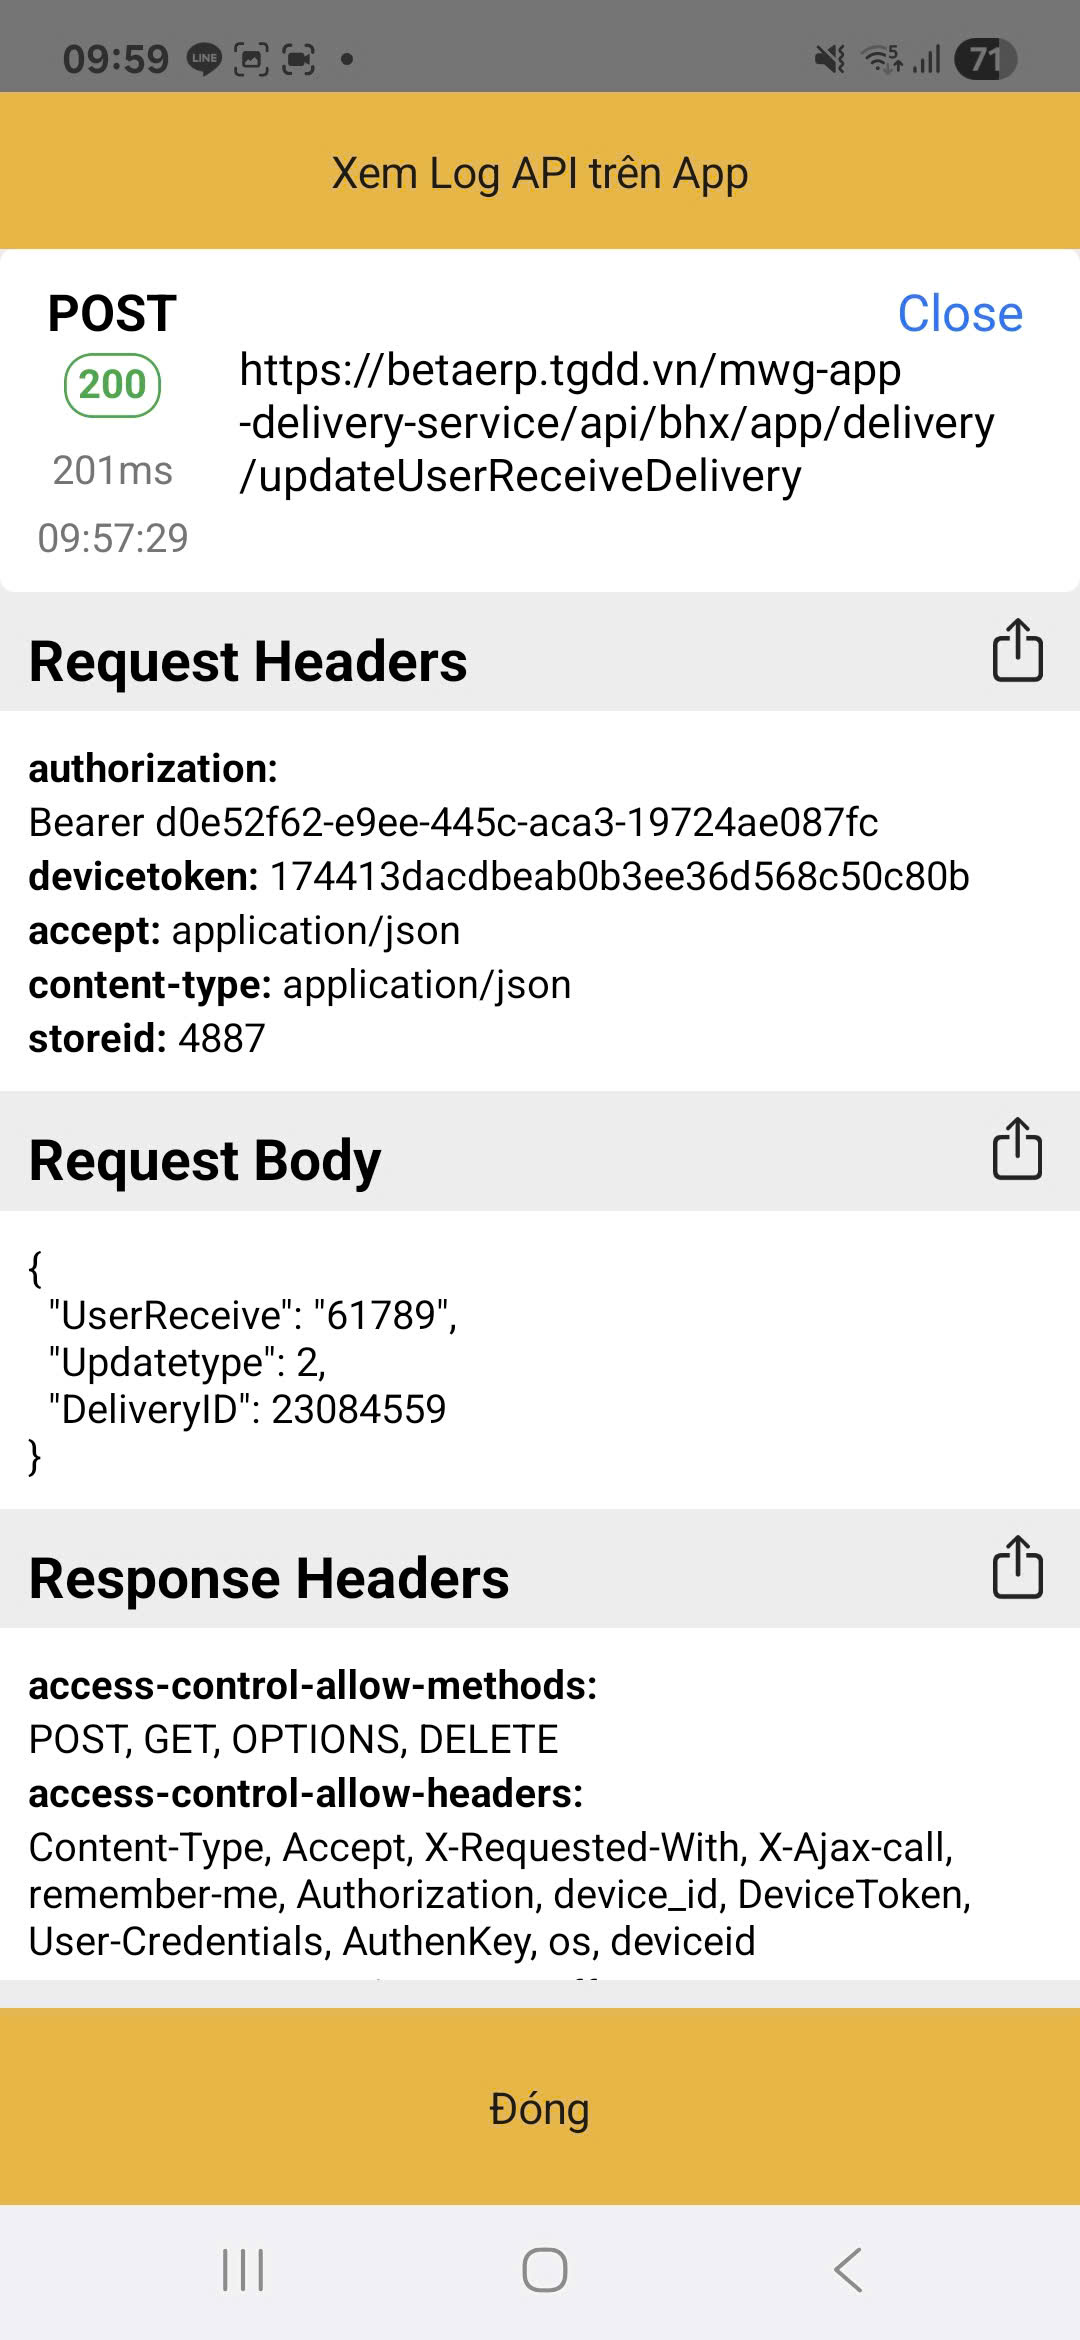 09:59 LINE 5 71
Xem Log API trên App
POST Close
200 https://betaerp.tgdd.vn/mwg-app
-delivery-service/api/bhx/app/delivery
201ms /updateUserReceiveDelivery
09:57:29
Request Headers
authorization:
Bearer d0e52f62-e9ee-445c-aca3-19724ae087fc
devicetoken: 174413dacdbeab0b3ee36d568c50c80b
accept: application/json
content-type: application/json
storeid: 4887
Request Body
{
"UserReceive": "61789",
"Updatetype": 2,
"DeliveryID": 23084559
}
Response Headers
access-control-allow-methods:
POST, GET, OPTIONS, DELETE
access-control-allow-headers:
Content-Type, Accept, X-Requested-With, X-Ajax-call,
remember-me, Authorization, device_id, DeviceToken,
User-Credentials, AuthenKey, os, deviceid
Đóng